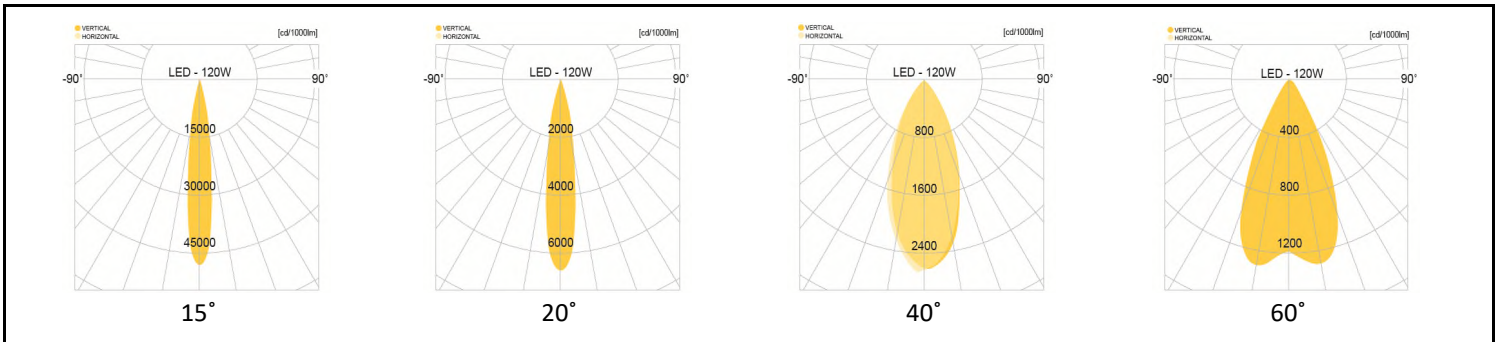 VERTICAL
HORIZONTAL
[cd/1000lm]
-90˚
LED - 120W
90˚
15000
30000
45000
15˚
VERTICAL
HORIZONTAL
[cd/1000lm]
-90˚
LED - 120W
90˚
2000
4000
6000
20˚
VERTICAL
HORIZONTAL
[cd/1000lm]
-90˚
LED - 120W
90˚
800
1600
2400
40˚
VERTICAL
HORIZONTAL
[cd/1000lm]
-90˚
LED - 120W
90˚
400
800
1200
60˚